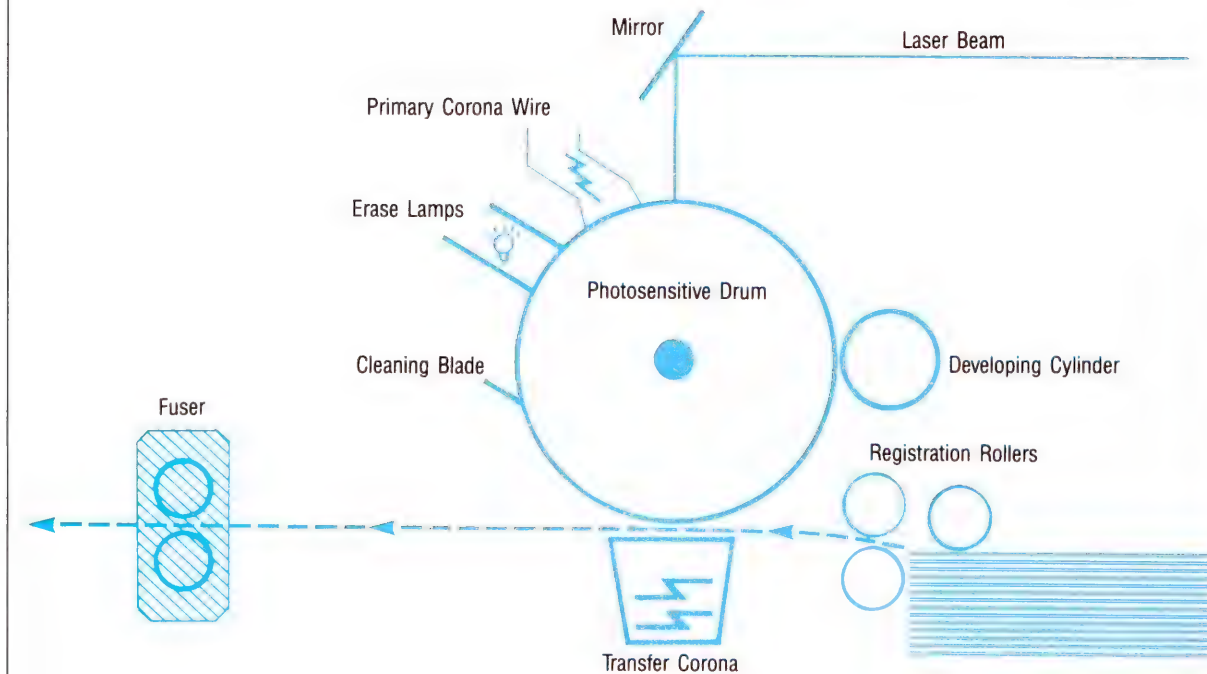 Mirror
Laser Beam
Primary Corona Wire
Erase Lamps
Photosensitive Drum
Cleaning Blade
Developing Cylinder
Fuser
Registration Rollers
Transfer Corona